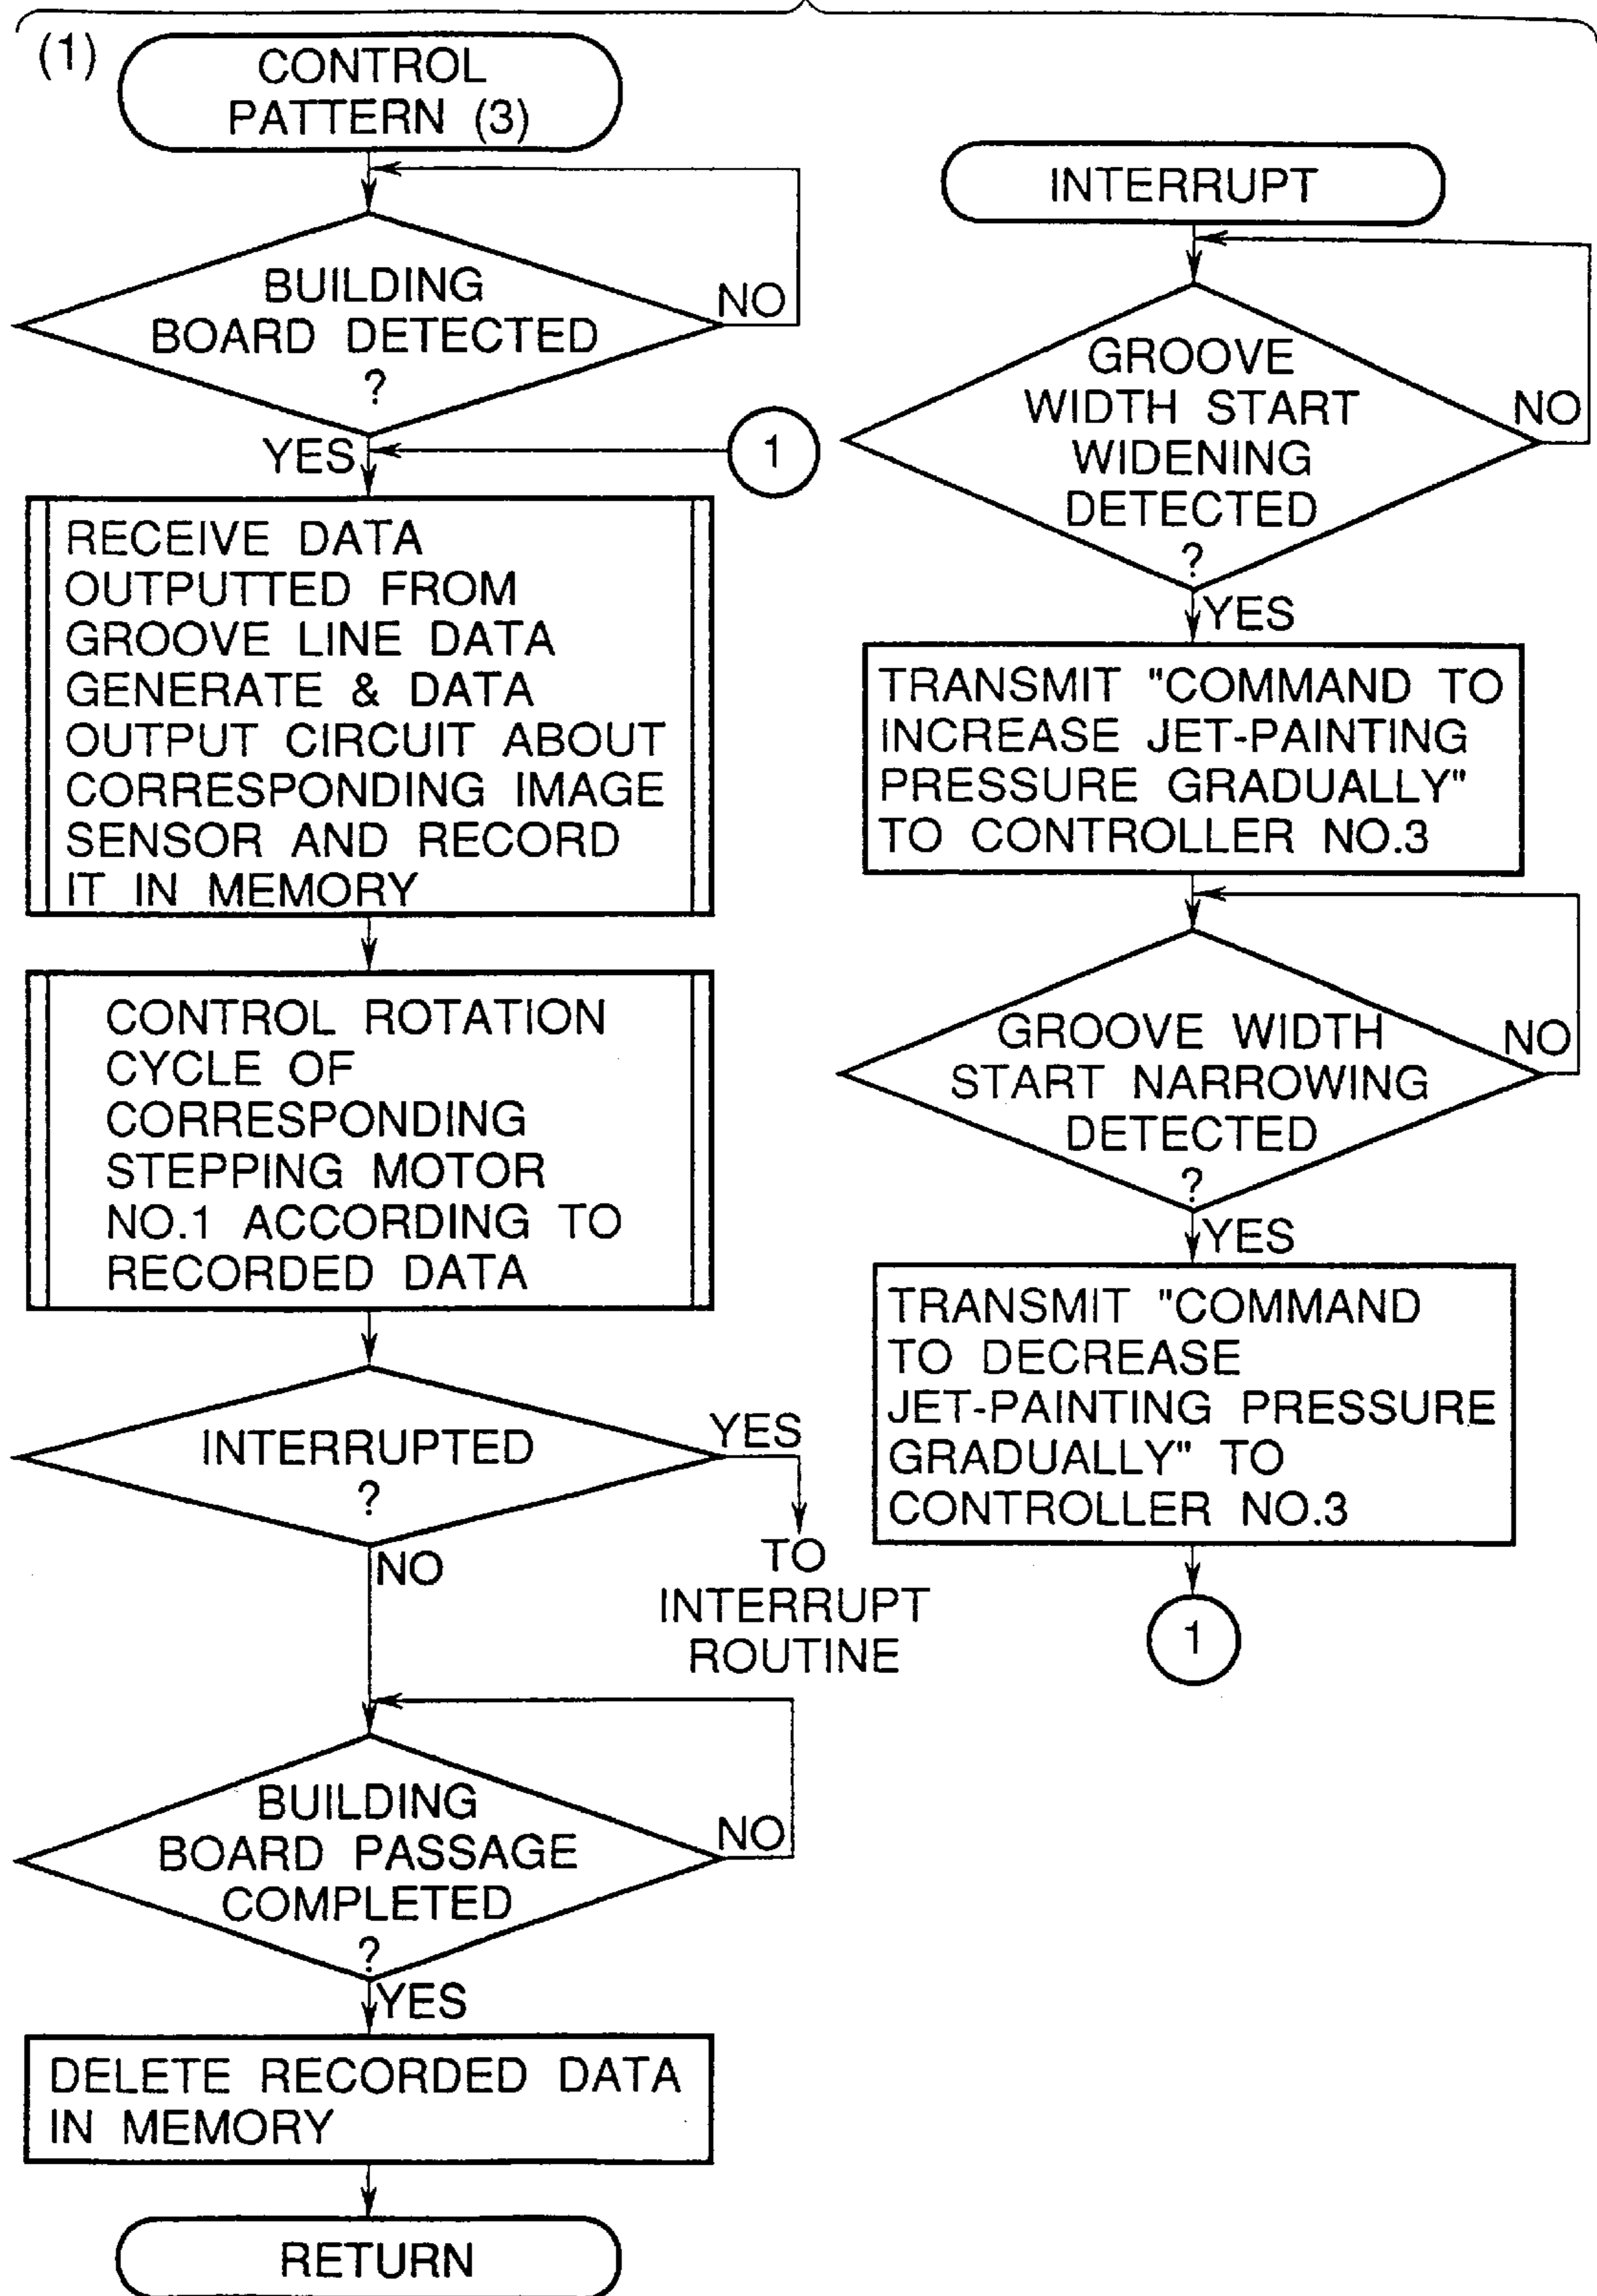 (1)
CONTROL
PATTERN (3)
BUILDING
BOARD DETECTED
?
NO
YES
1
RECEIVE DATA
OUTPUTTED FROM
GROOVE LINE DATA
GENERATE & DATA
OUTPUT CIRCUIT ABOUT
CORRESPONDING IMAGE
SENSOR AND RECORD
IT IN MEMORY
CONTROL ROTATION
CYCLE OF
CORRESPONDING
STEPPING MOTOR
NO.1 ACCORDING TO
RECORDED DATA
INTERRUPTED
?
YES
TO
INTERRUPT
ROUTINE
NO
BUILDING
BOARD PASSAGE
COMPLETED
?
NO
YES
DELETE RECORDED DATA
IN MEMORY
RETURN
INTERRUPT
GROOVE
WIDTH START
WIDENING
DETECTED
?
NO
YES
TRANSMIT "COMMAND TO
INCREASE JET-PAINTING
PRESSURE GRADUALLY"
TO CONTROLLER NO.3
GROOVE WIDTH
START NARROWING
DETECTED
?
NO
YES
TRANSMIT "COMMAND
TO DECREASE
JET-PAINTING PRESSURE
GRADUALLY" TO
CONTROLLER NO.3
1